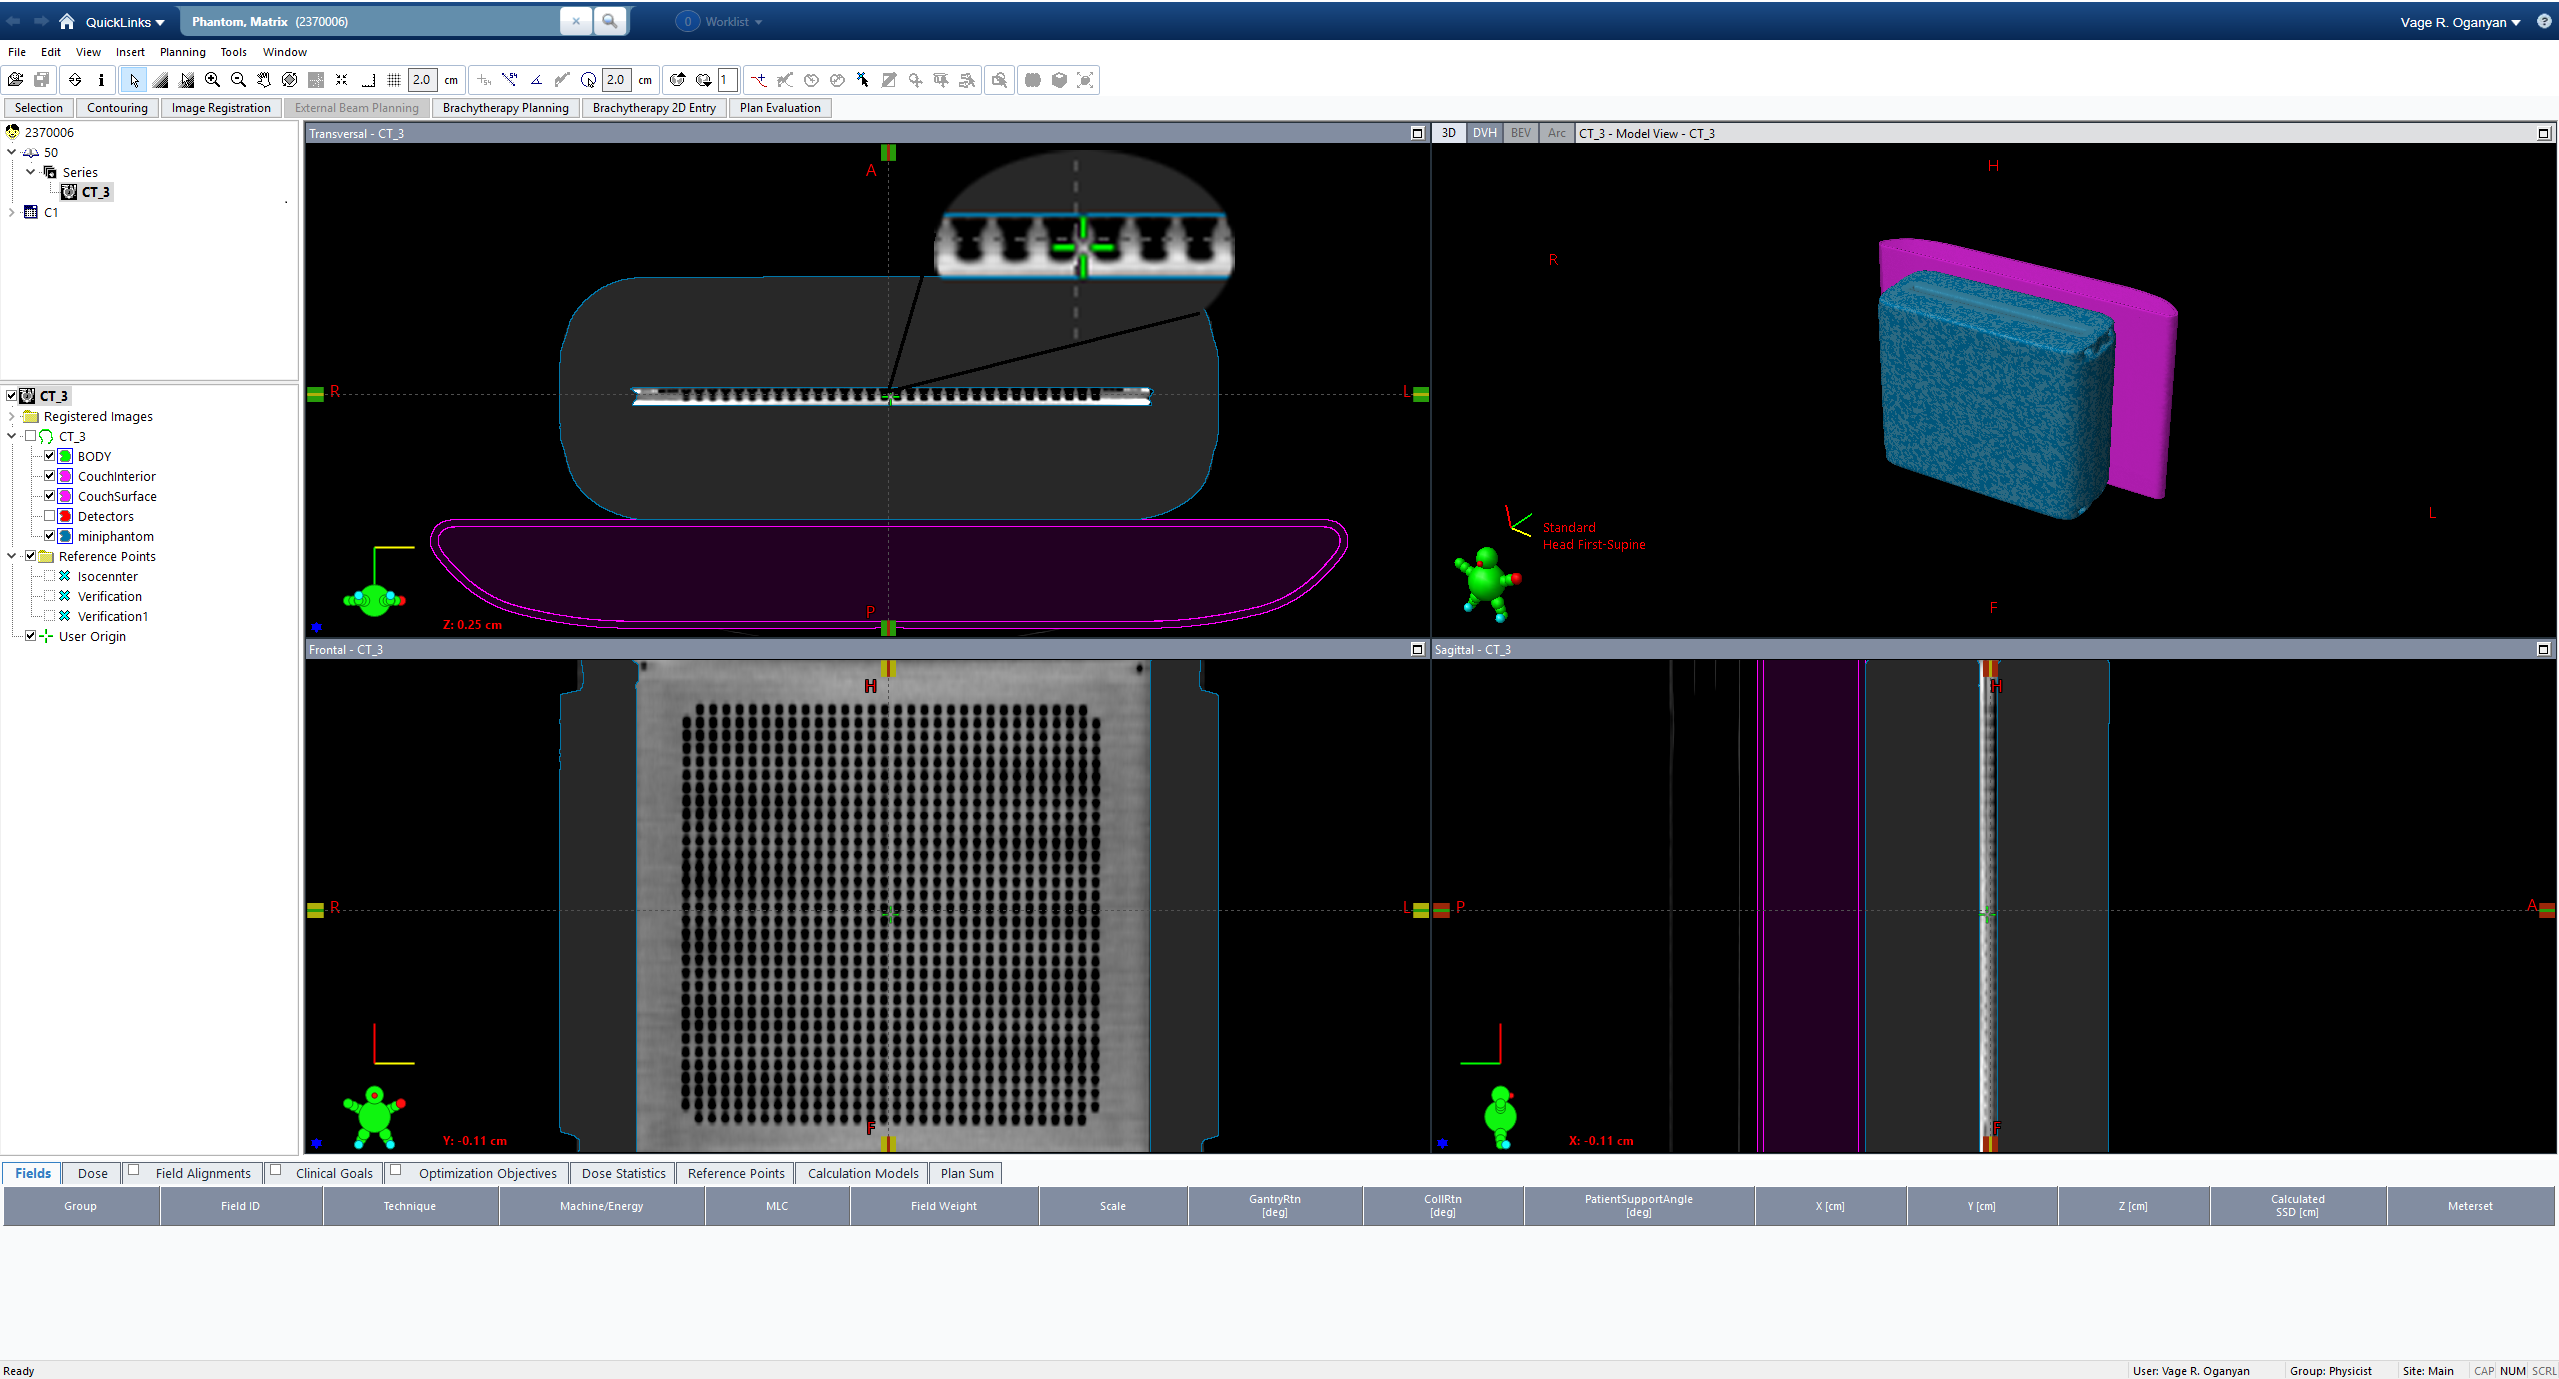 QuickLinks
Phantom, Matrix (2370006)
0 Worklist
Vage R. Oganyan
File Edit View Insert Planning Tools Window
2.0 cm 2.0 cm 1
Selection Contouring Image Registration External Beam Planning Brachytherapy Planning Brachytherapy 2D Entry Plan Evaluation
2370006
50
Series
CT_3
C1
CT_3
Registered Images
CT_3
BODY
CouchInterior
CouchSurface
Detectors
miniphantom
Reference Points
Isocennter
Verification
Verification1
User Origin
Transversal - CT_3
A
R
L
P
Z: 0.25 cm
3D DVH BEV Arc CT_3 - Model View - CT_3
H
R
L
Standard
Head First-Supine
F
Frontal - CT_3
H
R
L
F
Y: -0.11 cm
Sagittal - CT_3
H
P
A
F
X: -0.11 cm
Fields Dose Field Alignments Clinical Goals Optimization Objectives Dose Statistics Reference Points Calculation Models Plan Sum
Group Field ID Technique Machine/Energy MLC Field Weight Scale GantryRtn [deg] CollRtn [deg] PatientSupportAngle [deg] X [cm] Y [cm] Z [cm] Calculated SSD [cm] Meterset
Ready
User: Vage R. Oganyan Group: Physicist Site: Main CAP NUM SCRL